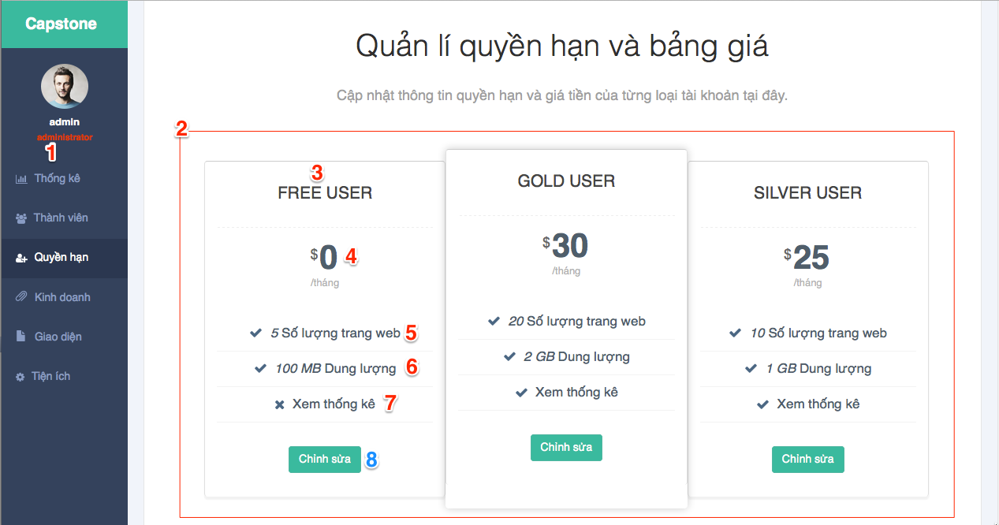 Capstone
admin
administrator
1
Thống kê
Thành viên
Quyền hạn
Kinh doanh
Giao diện
Tiện ích
Quản lí quyền hạn và bảng giá
Cập nhật thông tin quyền hạn và giá tiền của từng loại tài khoản tại đây.
2
3
FREE USER
$0 4
/tháng
5 Số lượng trang web 5
100 MB Dung lượng 6
Xem thống kê 7
Chỉnh sửa 8
GOLD USER
$30
/tháng
20 Số lượng trang web
2 GB Dung lượng
Xem thống kê
Chỉnh sửa
SILVER USER
$25
/tháng
10 Số lượng trang web
1 GB Dung lượng
Xem thống kê
Chỉnh sửa